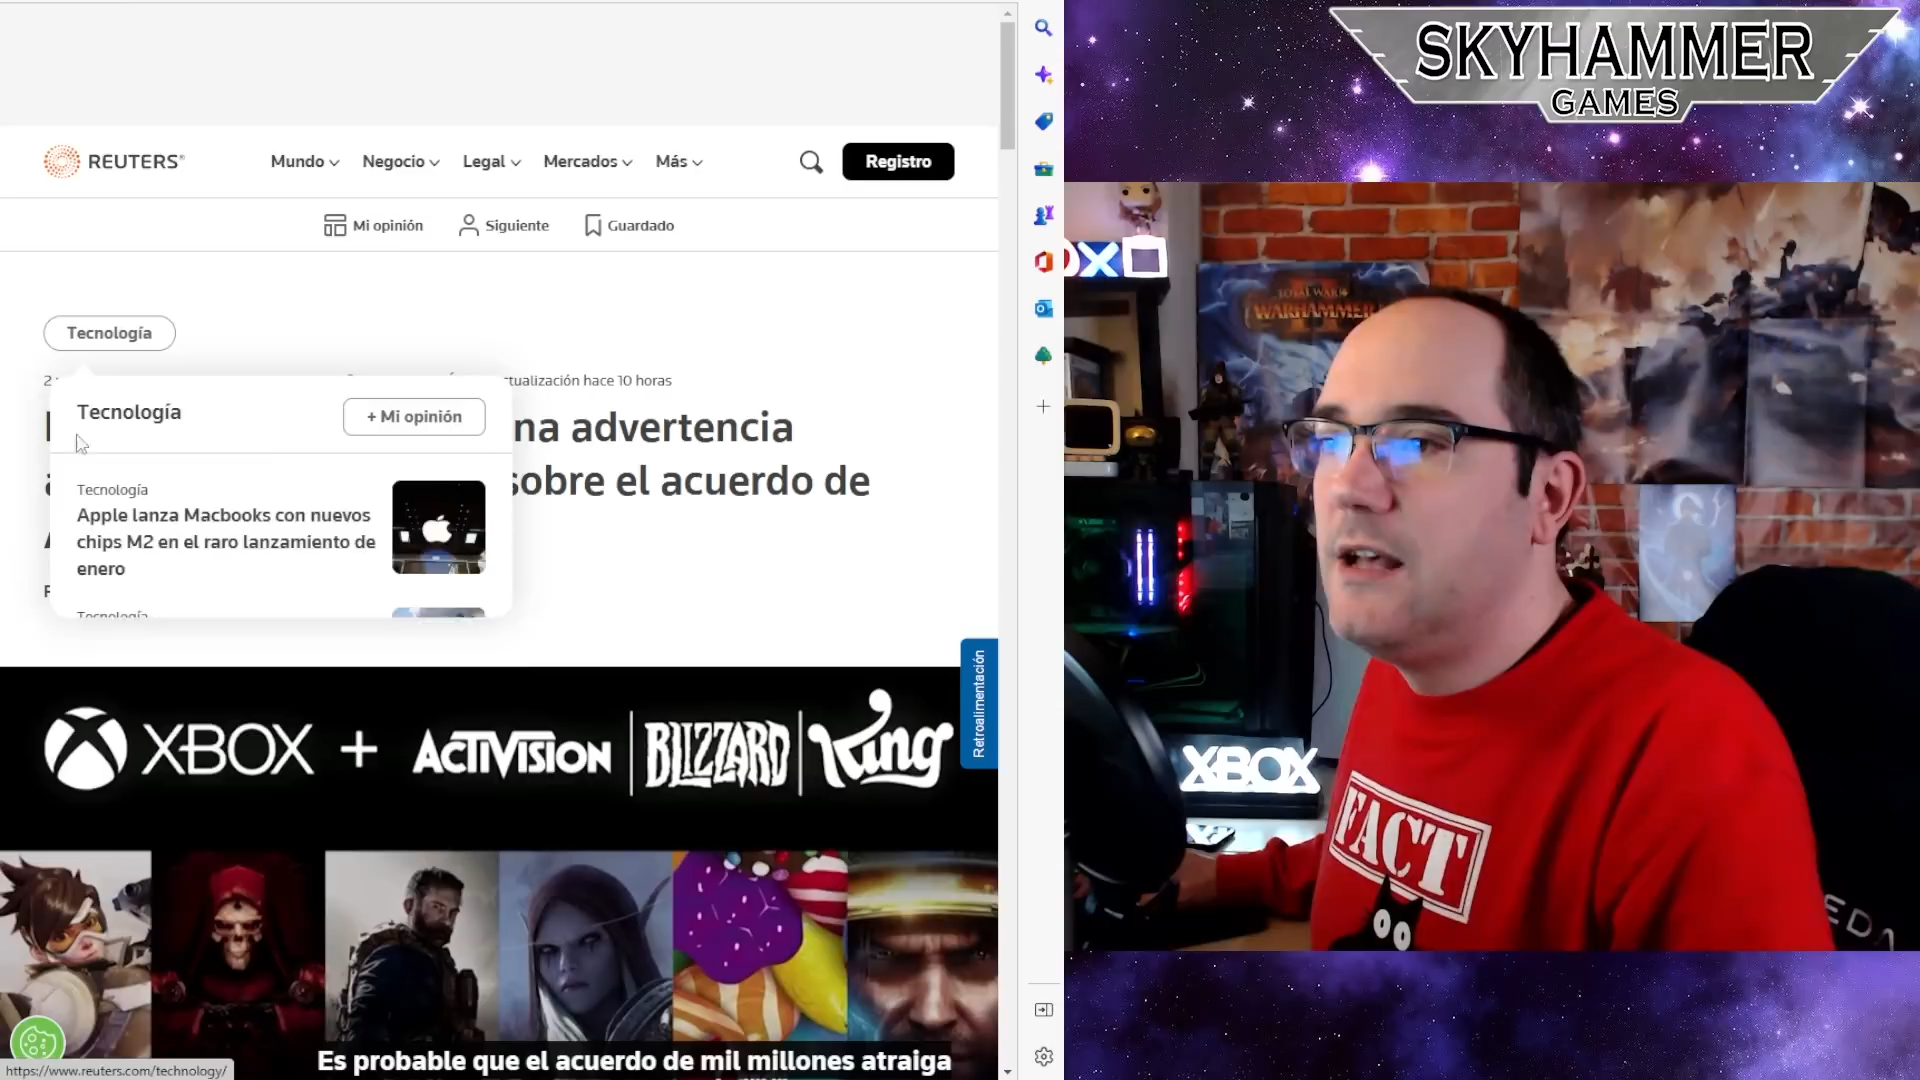 REUTERS
Mundo
Negocio
Legal
Mercados
Más
Registro
Mi opinión
Siguiente
Guardado
Tecnología
tualización hace 10 horas
na advertencia
sobre el acuerdo de
Tecnología
+ Mi opinión
Tecnología
Apple lanza Macbooks con nuevos
chips M2 en el raro lanzamiento de
enero
Tecnología
Retroalimentación
XBOX + ACTIVISION | BLIZZARD | King
Es probable que el acuerdo de mil millones atraiga
https://www.reuters.com/technology/
SKYHAMMER
GAMES
TOTAL WAR
WARHAMMER
XBOX
FACT